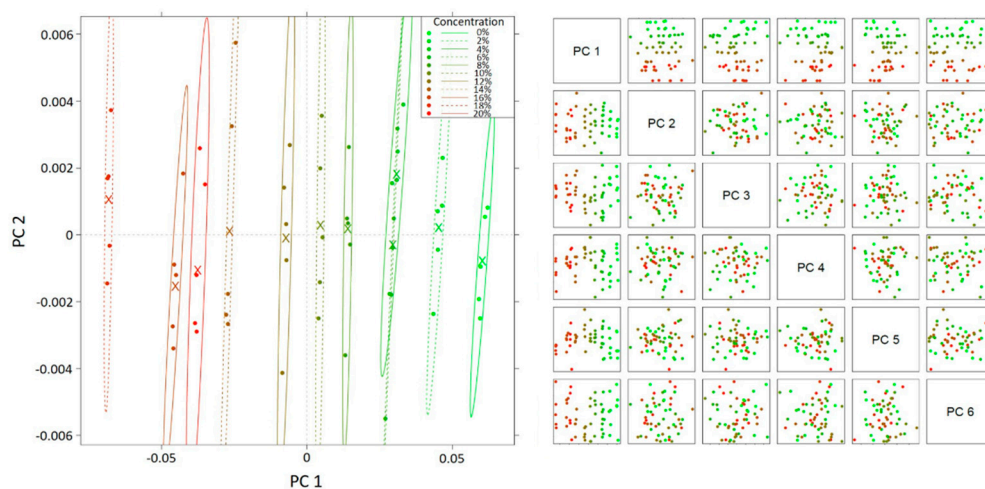 Concentration
0%
2%
4%
6%
8%
10%
12%
14%
16%
18%
20%
0.006
0.004
0.002
0
-0.002
-0.004
-0.006
PC 2
-0.05
0
0.05
PC 1
PC 1
PC 2
PC 3
PC 4
PC 5
PC 6